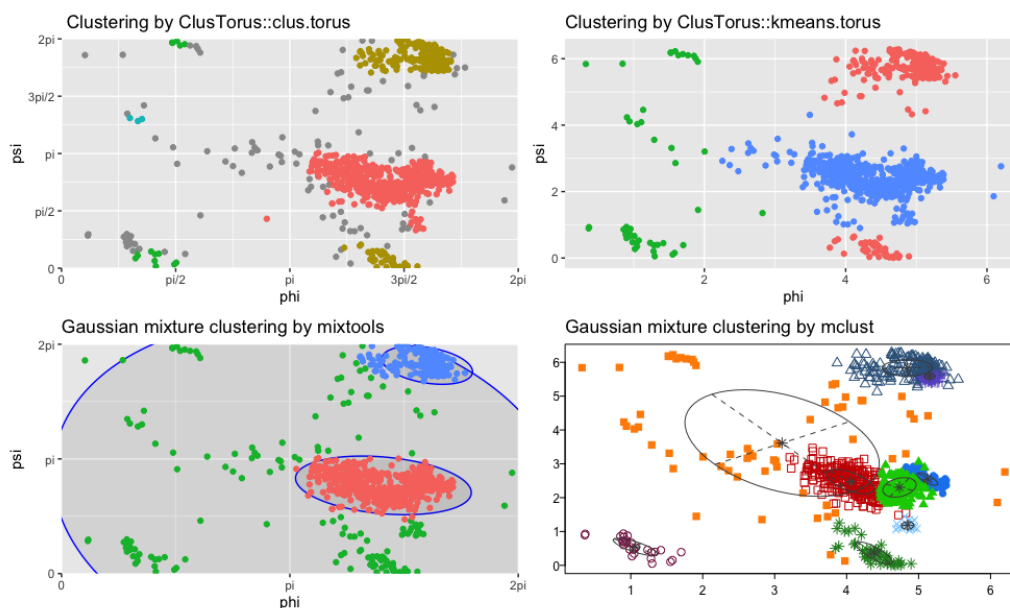 Clustering by ClusTorus::clus.torus
2pi
3pi/2
pi
pi/2
0
psi
0
pi/2
pi
3pi/2
2pi
phi
Clustering by ClusTorus::kmeans.torus
6
4
2
0
psi
2
4
6
phi
Gaussian mixture clustering by mixtools
2pi
pi
0
psi
0
pi
2pi
phi
Gaussian mixture clustering by mclust
6
5
4
3
2
1
0
1
2
3
4
5
6